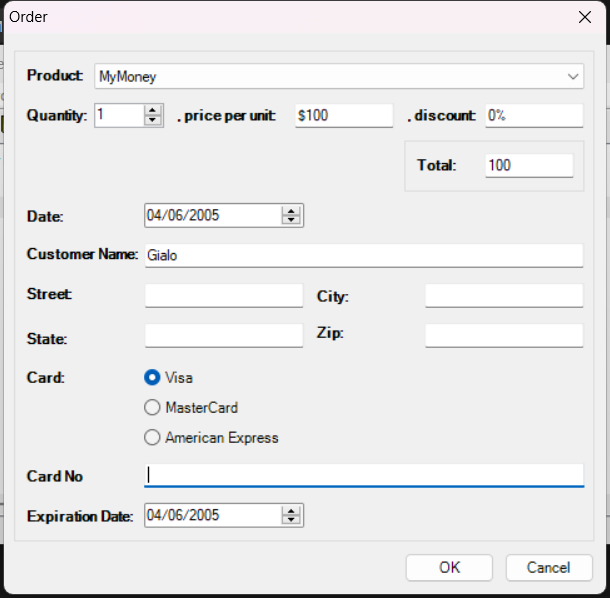 Order
Product: MyMoney
Quantity: 1 , price per unit: $100 , discount: 0%
Total: 100
Date: 04/06/2005
Customer Name: Gialo
Street: City:
State: Zip:
Card: Visa
MasterCard
American Express
Card No
Expiration Date: 04/06/2005
OK Cancel